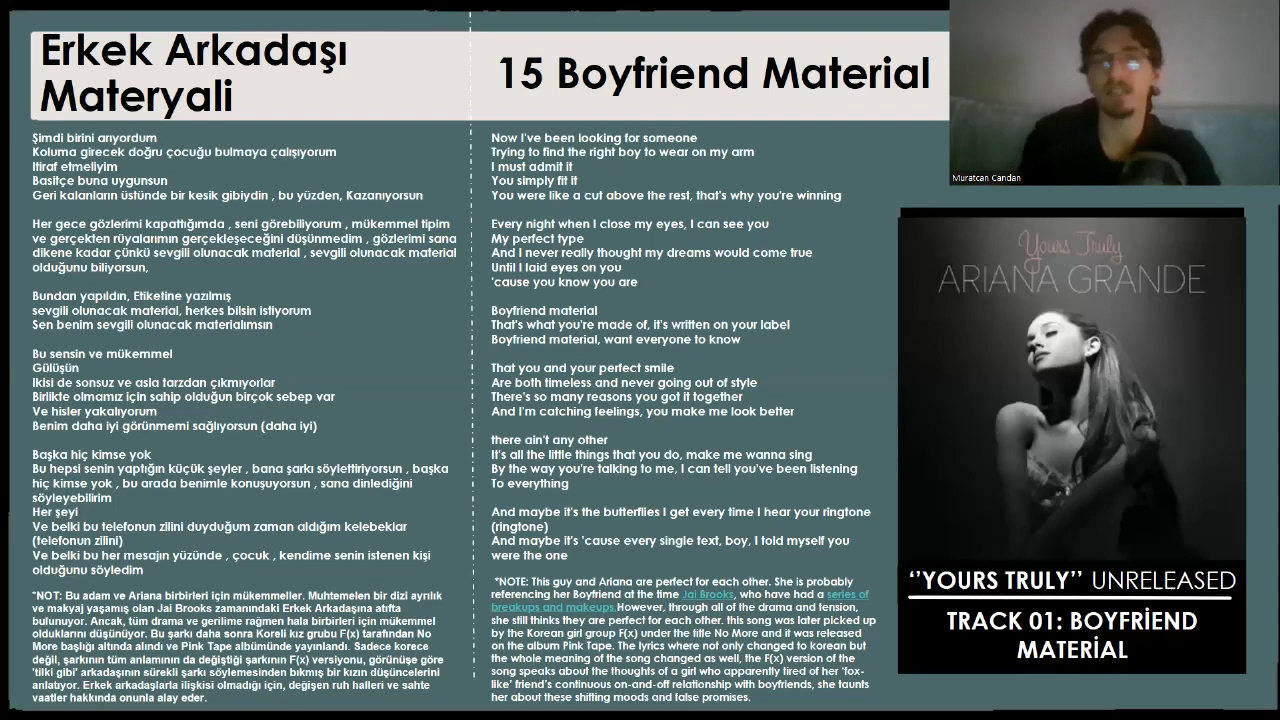 Erkek Arkadaşı
Materyali
Şimdi birini arıyordum
Koluma girecek doğru çocuğu bulmaya çalışıyorum
Itiraf etmeliyim
Basitçe buna uygunsun
Geri kalanların üstünde bir kesik gibiydin , bu yüzden, Kazanıyorsun
Her gece gözlerimi kapattığımda , seni görebiliyorum , mükemmel tipim
ve gerçekten rüyalarımın gerçekleşeceğini düşünmedim , gözlerimi sana
dikene kadar çünkü sevgili olunacak material , sevgili olunacak material
olduğunu biliyorsun,
Bundan yapıldın, Etiketine yazılmış
sevgili olunacak material, herkes bilsin istiyorum
Sen benim sevgili olunacak materialımsın
Bu sensin ve mükemmel
Gülüşün
Ikisi de sonsuz ve asla tarzdan çıkmıyorlar
Birlikte olmamız için sahip olduğun birçok sebep var
Ve hisler yakalıyorum
Benim daha iyi görünmemi sağlıyorsun (daha iyi)
Başka hiç kimse yok
Bu hepsi senin yaptığın küçük şeyler , bana şarkı söylettiriyorsun , başka
hiç kimse yok , bu arada benimle konuşuyorsun , sana dinlediğini
söyleyebilirim
Her şeyi
Ve belki bu telefonun zilini duyduğum zaman aldığım kelebekler
(telefonun zilini)
Ve belki bu her mesajın yüzünde , çocuk , kendime senin istenen kişi
olduğunu söyledim
*NOT: Bu adam ve Ariana birbirleri için mükemmeller. Muhtemelen bir dizi ayrılık
ve makyaj yaşamış olan Jai Brooks zamanındaki Erkek Arkadaşına atıfta
bulunuyor. Ancak, tüm drama ve gerilime rağmen hala birbirleri için mükemmel
olduklarını düşünüyor. Bu şarkı daha sonra Koreli kız grubu F(x) tarafından No
More başlığı altında alındı ve Pink Tape albümünde yayınlandı. Sadece korece
değil, şarkının tüm anlamının da değiştiği şarkının F(x) versiyonu, görünüşe göre
'tilki gibi' arkadaşının sürekli şarkı söylemesinden bıkmış bir kızın düşüncelerini
anlatıyor. Erkek arkadaşlarla ilişkisi olmadığı için, değişen ruh halleri ve sahte
vaatler hakkında onunla alay eder.
15 Boyfriend Material
Now I've been looking for someone
Trying to find the right boy to wear on my arm
I must admit it
You simply fit it
You were like a cut above the rest, that's why you're winning
Every night when I close my eyes, I can see you
My perfect type
And I never really thought my dreams would come true
Until I laid eyes on you
'cause you know you are
Boyfriend material
That's what you're made of, it's written on your label
Boyfriend material, want everyone to know
That you and your perfect smile
Are both timeless and never going out of style
There's so many reasons you got it together
And I'm catching feelings, you make me look better
there ain't any other
It's all the little things that you do, make me wanna sing
By the way you're talking to me, I can tell you've been listening
To everything
And maybe it's the butterflies I get every time I hear your ringtone
(ringtone)
And maybe it's 'cause every single text, boy, I told myself you
were the one
*NOTE: This guy and Ariana are perfect for each other. She is probably
referencing her Boyfriend at the time Jai Brooks, who have had a series of
breakups and makeups.However, through all of the drama and tension,
she still thinks they are perfect for each other. this song was later picked up
by the Korean girl group F(x) under the title No More and it was released
on the album Pink Tape. The lyrics where not only changed to korean but
the whole meaning of the song changed as well, the F(x) version of the
song speaks about the thoughts of a girl who apparently tired of her 'fox-
like' friend's continuous on-and-off relationship with boyfriends, she taunts
her about these shifting moods and false promises.
Muratcan Candan
Yours Truly
ARIANA GRANDE
‘’YOURS TRULY’’ UNRELEASED
TRACK 01: BOYFRİEND
MATERİAL